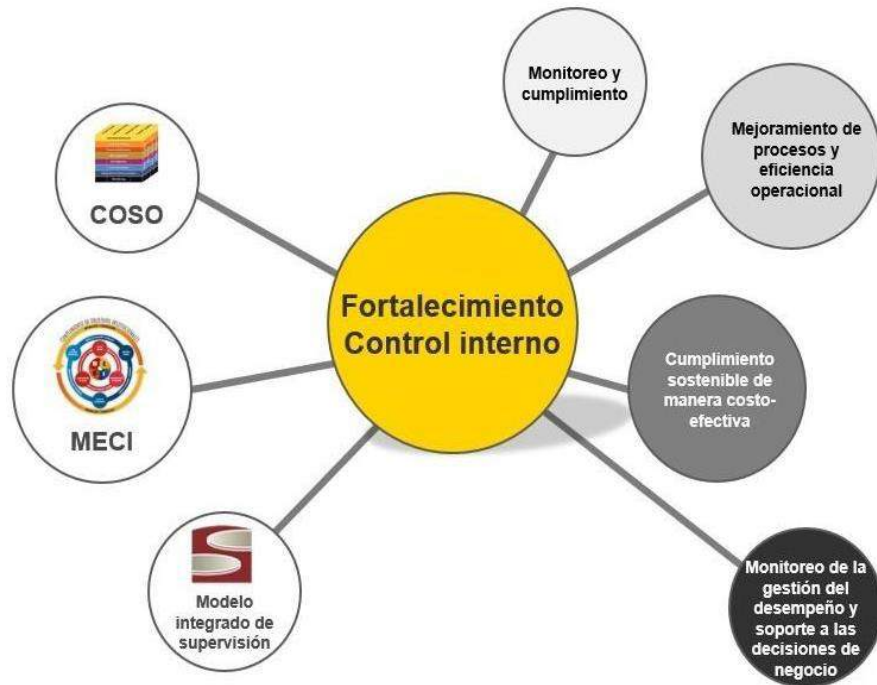 Monitoreo y
cumplimiento
Mejoramiento de
procesos y
eficiencia
operacional
COSO
Fortalecimiento
Control interno
Cumplimiento
sostenible de
manera costo-
efectiva
MECI
Modelo
integrado de
supervisión
Monitoreo de la
gestión del
desempeño y
soporte a las
decisiones de
negocio